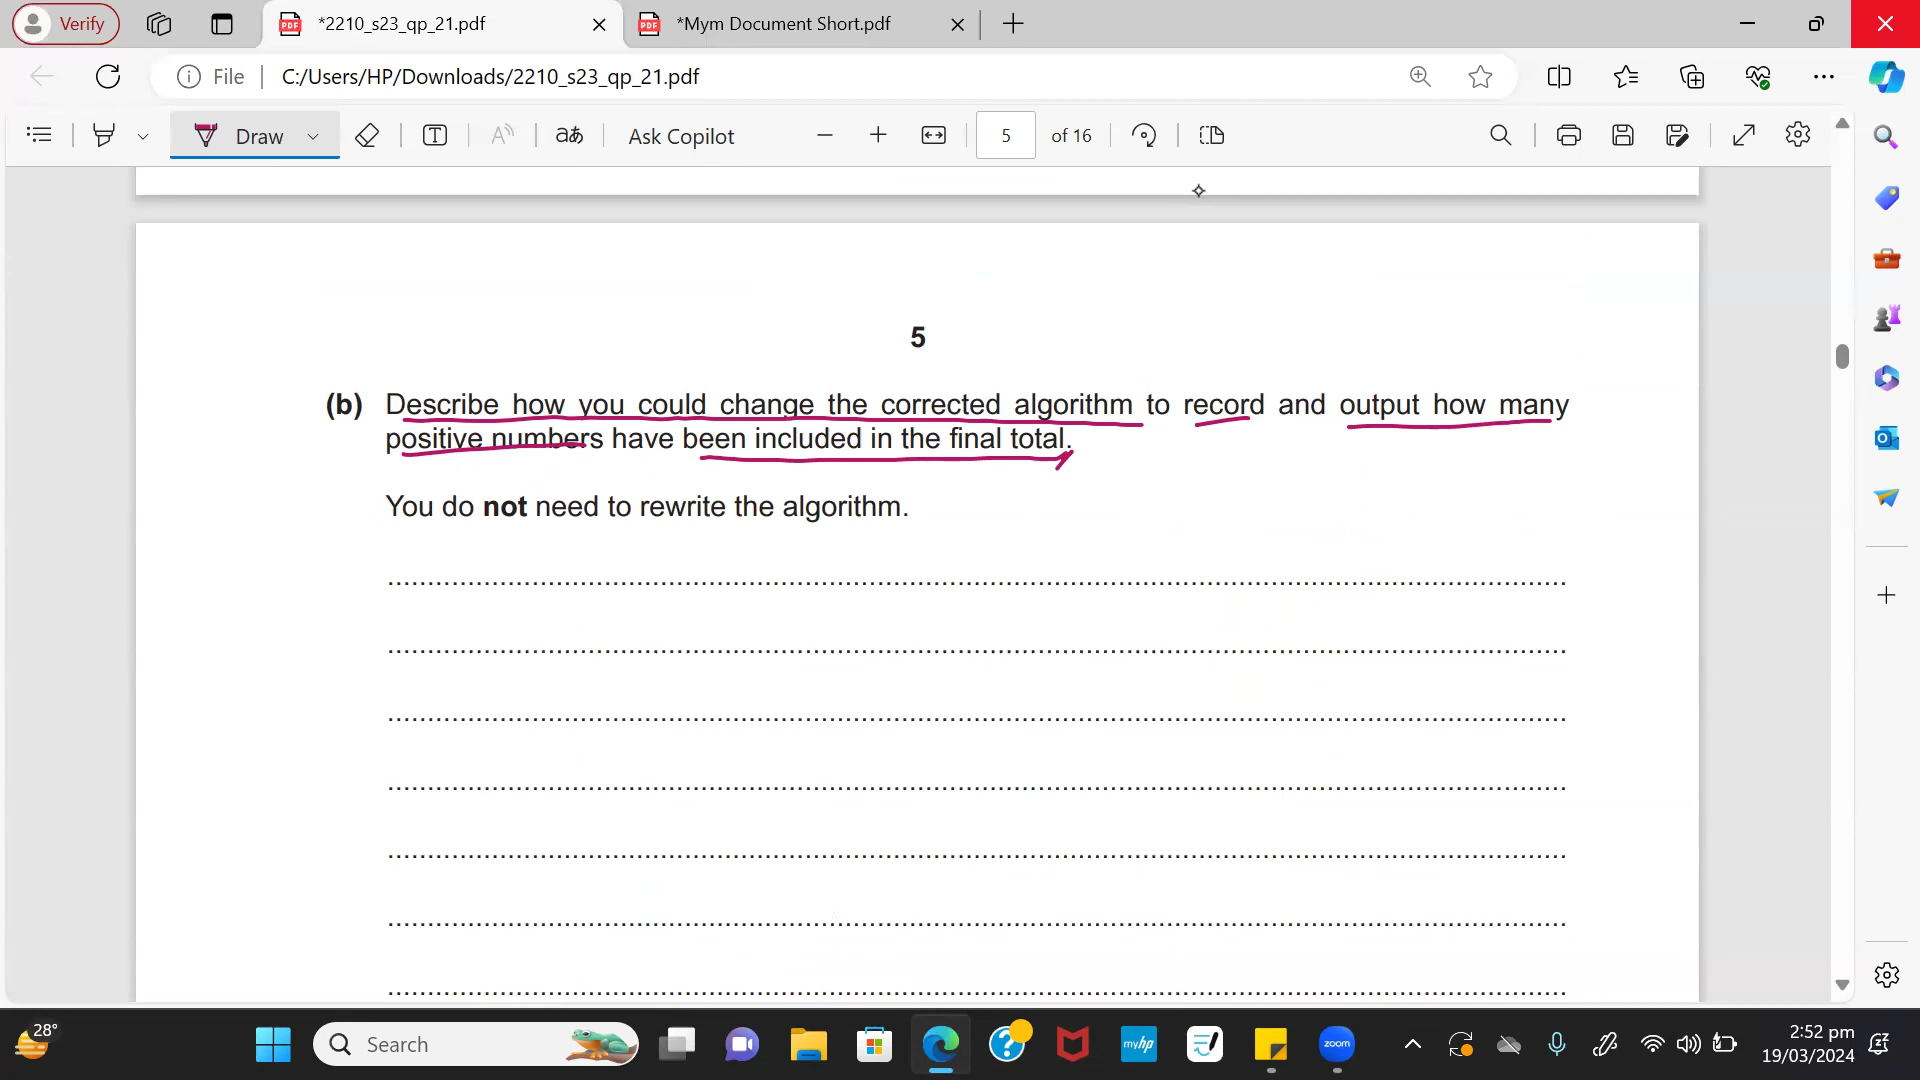 Verify
*2210_s23_qp_21.pdf
*Mym Document Short.pdf
File
C:/Users/HP/Downloads/2210_s23_qp_21.pdf
Draw
Ask Copilot
5
of 16
5
(b) Describe how you could change the corrected algorithm to record and output how many
positive numbers have been included in the final total.
You do not need to rewrite the algorithm.
28°
Search
myhp
zoom
2:52 pm
19/03/2024